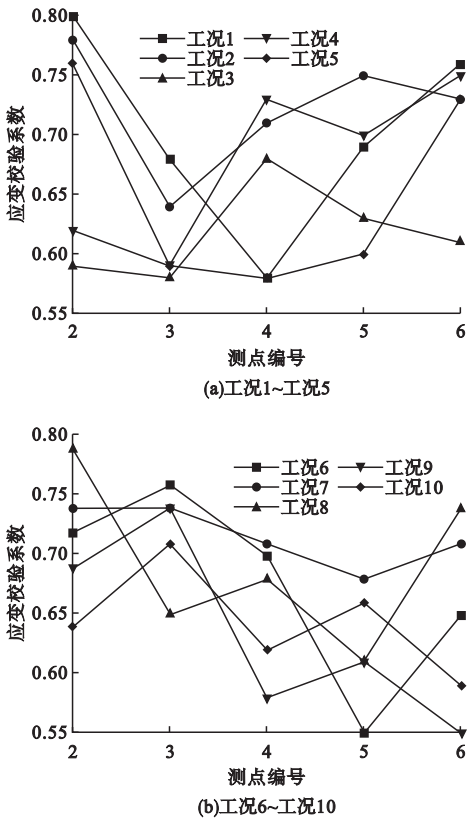 0.80
0.75
0.70
0.65
0.60
0.55
应变校验系数
工况1 工况4
工况2 工况5
工况3
2 3 4 5 6
测点编号
(a)工况1~工况5
0.80
0.75
0.70
0.65
0.60
0.55
应变校验系数
工况6 工况9
工况7 工况10
工况8
2 3 4 5 6
测点编号
(b)工况6~工况10